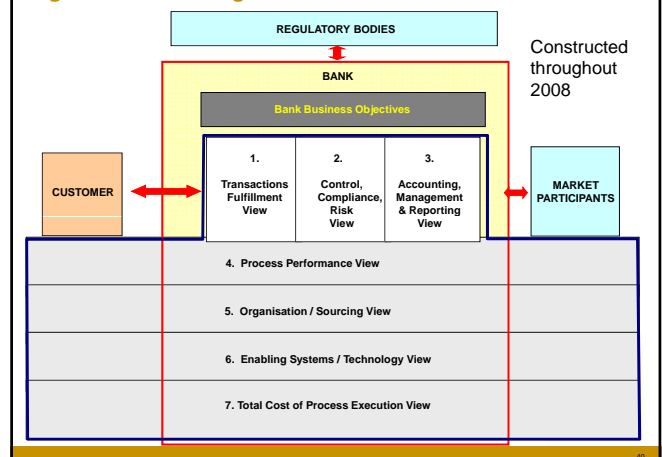 REGULATORY BODIES
Constructed
throughout
2008
BANK
Bank Business Objectives
1.
Transactions
Fulfillment
View
2.
Control,
Compliance,
Risk
View
3.
Accounting,
Management
& Reporting
View
CUSTOMER
MARKET
PARTICIPANTS
4. Process Performance View
5. Organisation / Sourcing View
6. Enabling Systems / Technology View
7. Total Cost of Process Execution View